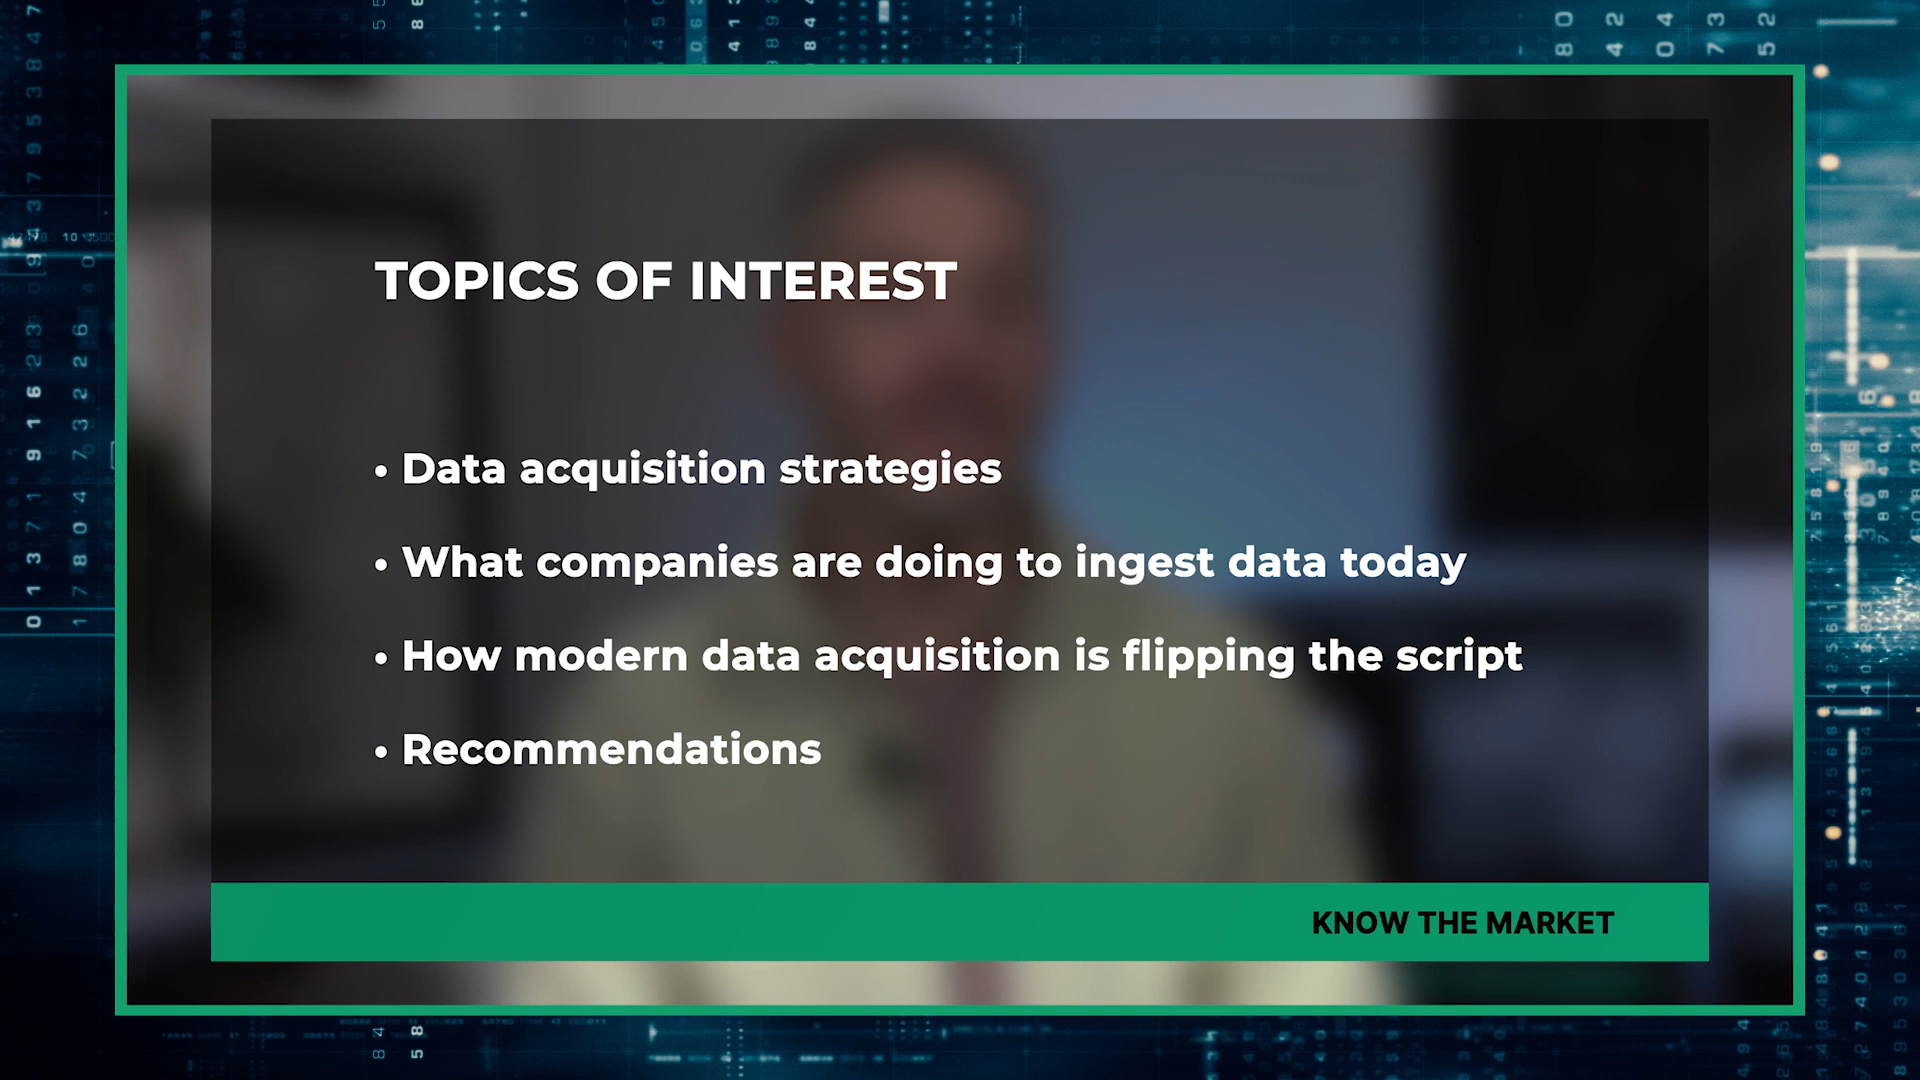 TOPICS OF INTEREST
• Data acquisition strategies
• What companies are doing to ingest data today
• How modern data acquisition is flipping the script
• Recommendations
KNOW THE MARKET